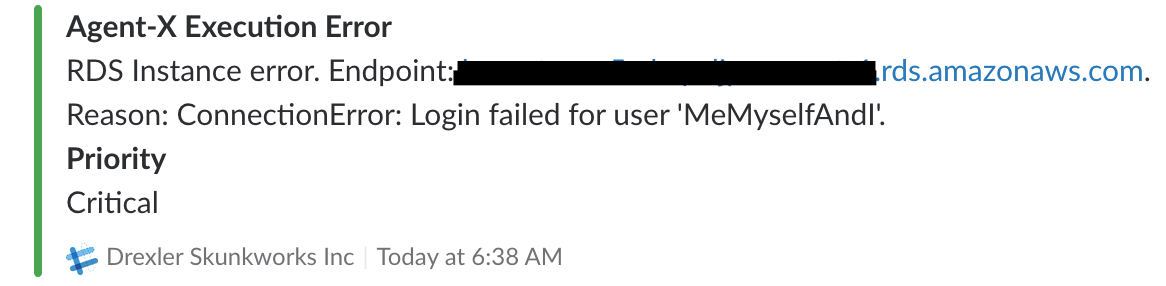 Agent-X Execution Error
RDS Instance error. Endpoint: .rds.amazonaws.com.
Reason: ConnectionError: Login failed for user 'MeMyselfAndI'.
Priority
Critical
Drexler Skunkworks Inc | Today at 6:38 AM